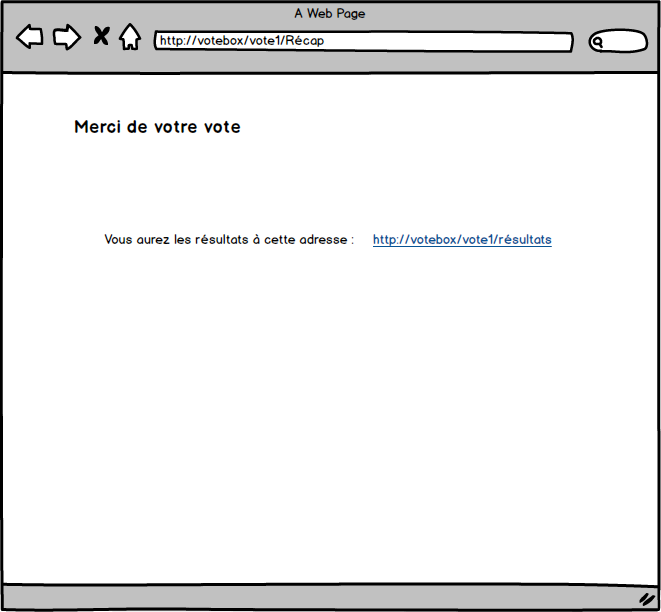 A Web Page
http://votebox/vote1/Récap
Merci de votre vote
Vous aurez les résultats à cette adresse : http://votebox/vote1/résultats